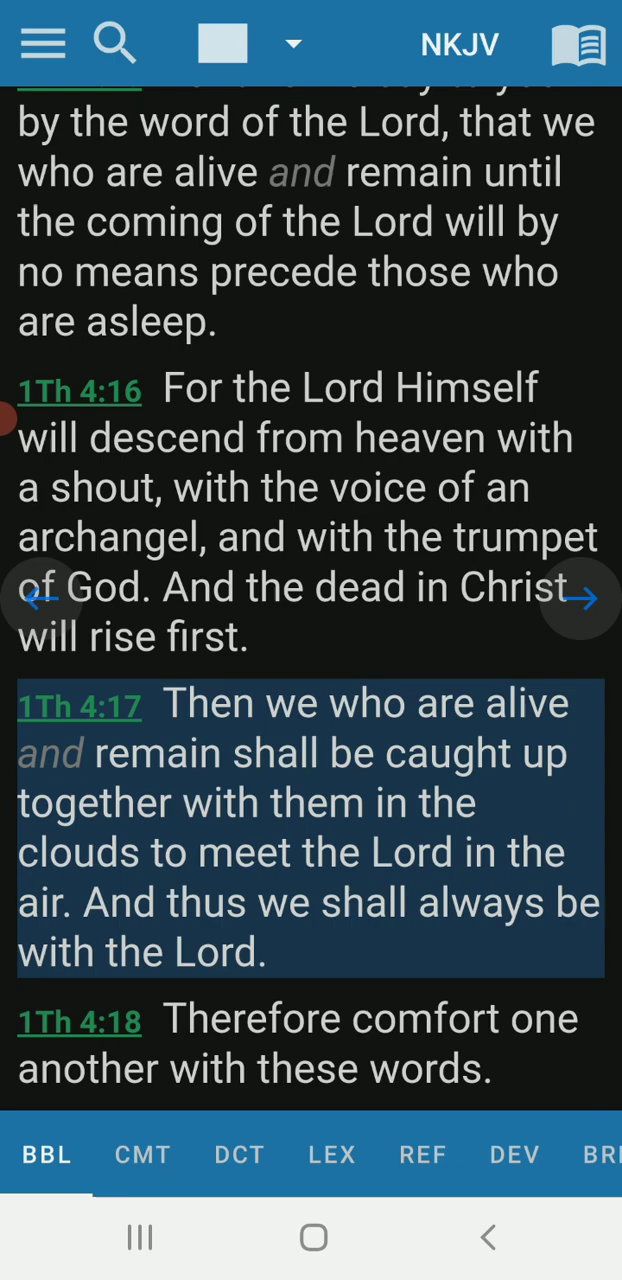 NKJV
by the word of the Lord, that we
who are alive and remain until
the coming of the Lord will by
no means precede those who
are asleep.
1Th 4:16 For the Lord Himself
will descend from heaven with
a shout, with the voice of an
archangel, and with the trumpet
of God. And the dead in Christ
will rise first.
1Th 4:17 Then we who are alive
and remain shall be caught up
together with them in the
clouds to meet the Lord in the
air. And thus we shall always be
with the Lord.
1Th 4:18 Therefore comfort one
another with these words.
BBL CMT DCT LEX REF DEV